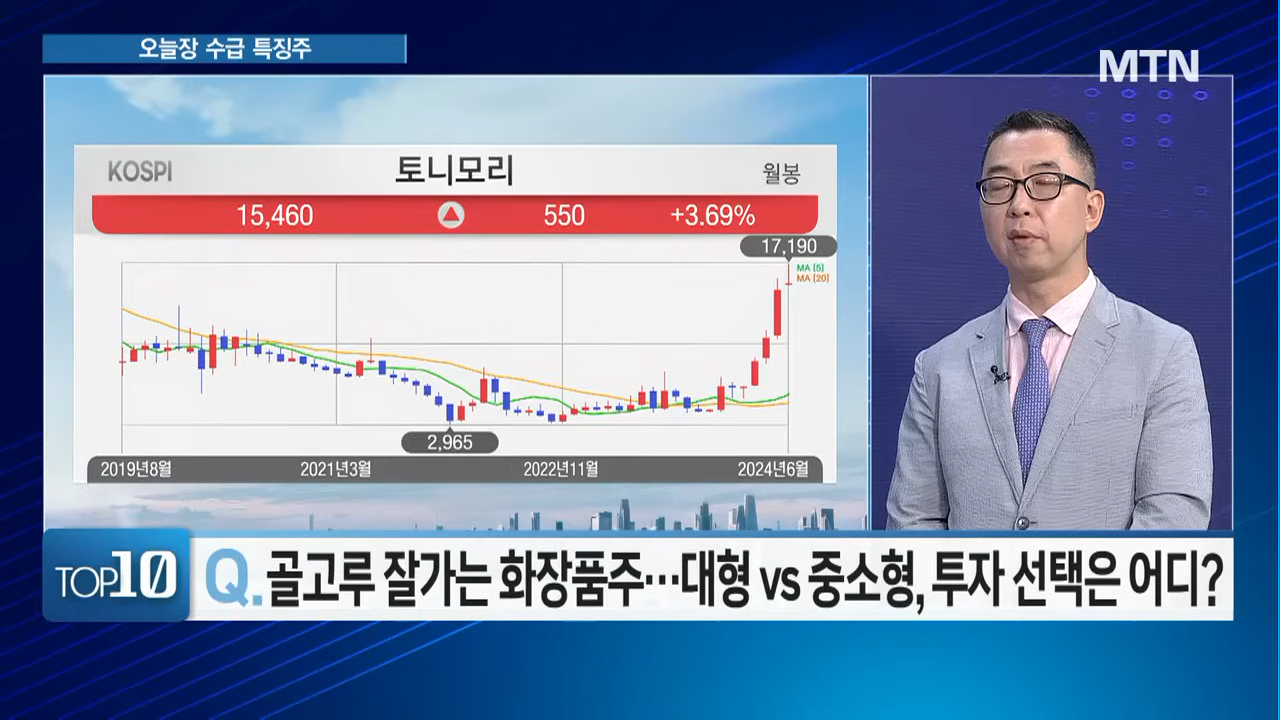 오늘장 수급 특징주
MTN
KOSPI 토니모리 월봉
15,460 550 +3.69%
17,190
MA (5)
MA (20)
2,965
2019년8월 2021년3월 2022년11월 2024년6월
TOP10 Q. 골고루 잘가는 화장품주…대형 vs 중소형, 투자 선택은 어디?